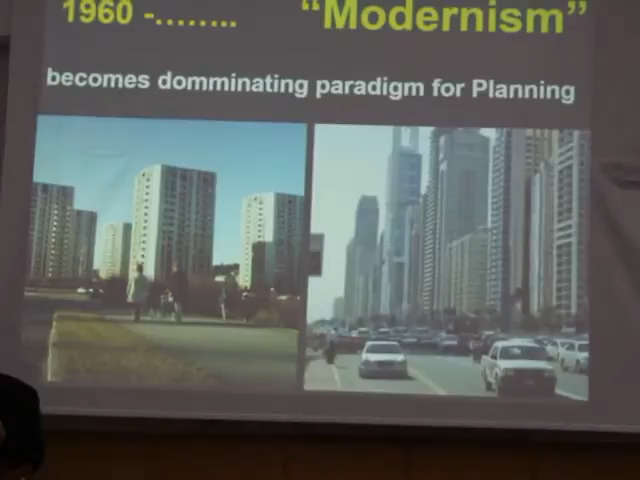 1960 -........ “Modernism”
becomes domminating paradigm for Planning